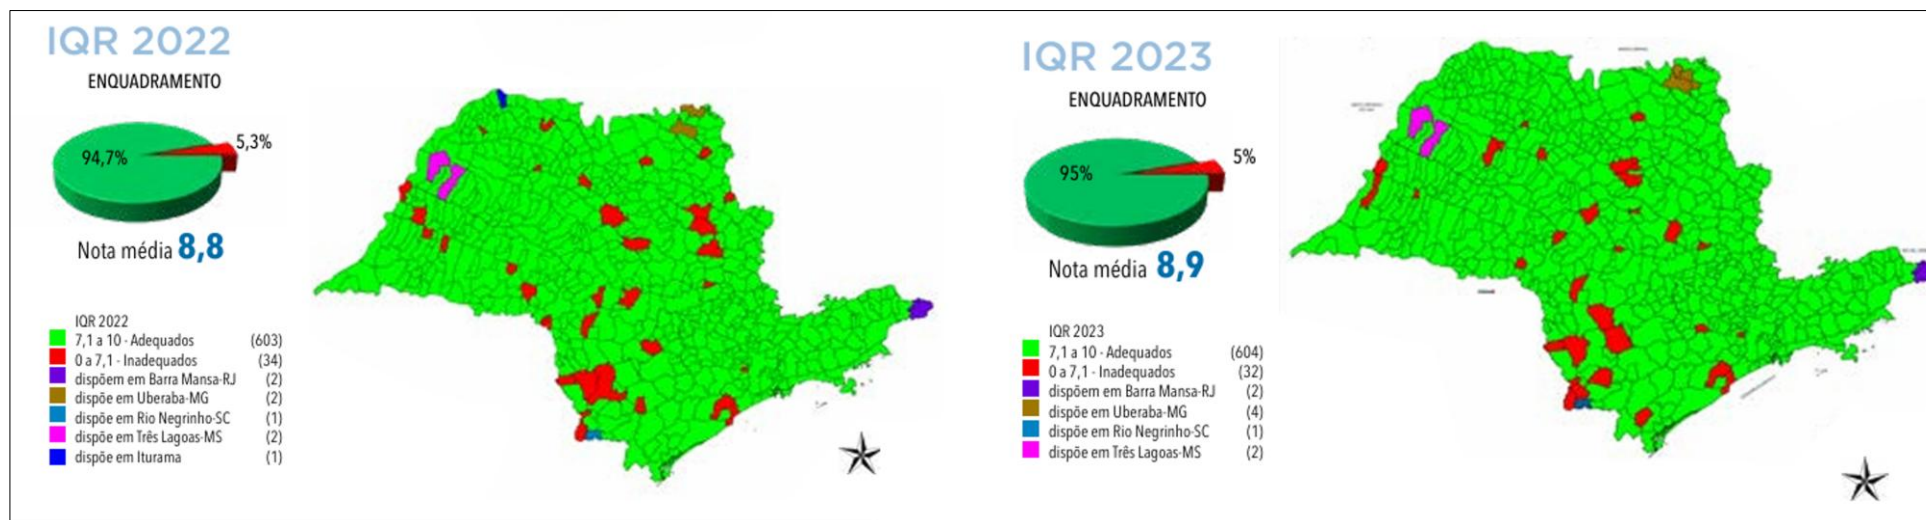 IQR 2022
ENQUADRAMENTO
94,7%
5,3%
Nota média 8,8
IQR 2022
7,1 a 10 - Adequados (603)
0 a 7,1 - Inadequados (34)
dispõem em Barra Mansa-RJ (2)
dispõe em Uberaba-MG (2)
dispõe em Rio Negrinho-SC (1)
dispõe em Três Lagoas-MS (2)
dispõe em Iturama (1)
IQR 2023
ENQUADRAMENTO
95%
5%
Nota média 8,9
IQR 2023
7,1 a 10 - Adequados (604)
0 a 7,1 - Inadequados (32)
dispõem em Barra Mansa-RJ (2)
dispõe em Uberaba-MG (4)
dispõe em Rio Negrinho-SC (1)
dispõe em Três Lagoas-MS (2)